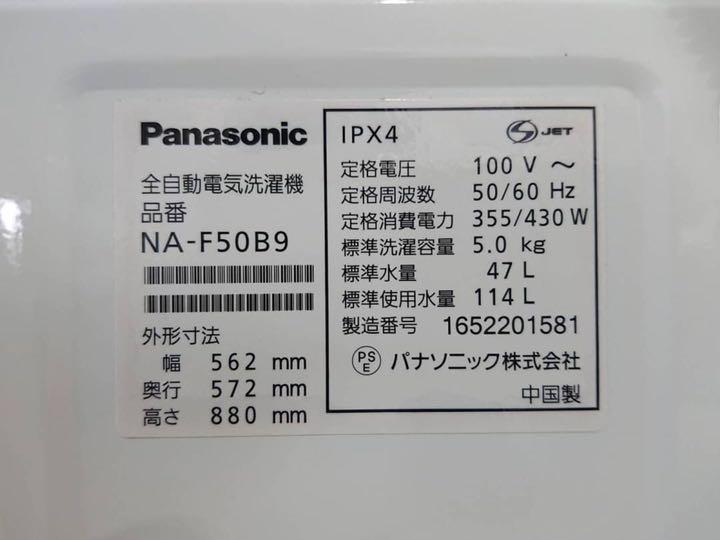 Panasonic
全自動電気洗濯機
品番
NA-F50B9
外形寸法
幅 562 mm
奥行 572 mm
高さ 880 mm
IPX4 S JET
定格電圧 100 V ～
定格周波数 50/60 Hz
定格消費電力 355/430 W
標準洗濯容量 5.0 kg
標準水量 47 L
標準使用水量 114 L
製造番号 1652201581
PS E パナソニック株式会社
中国製